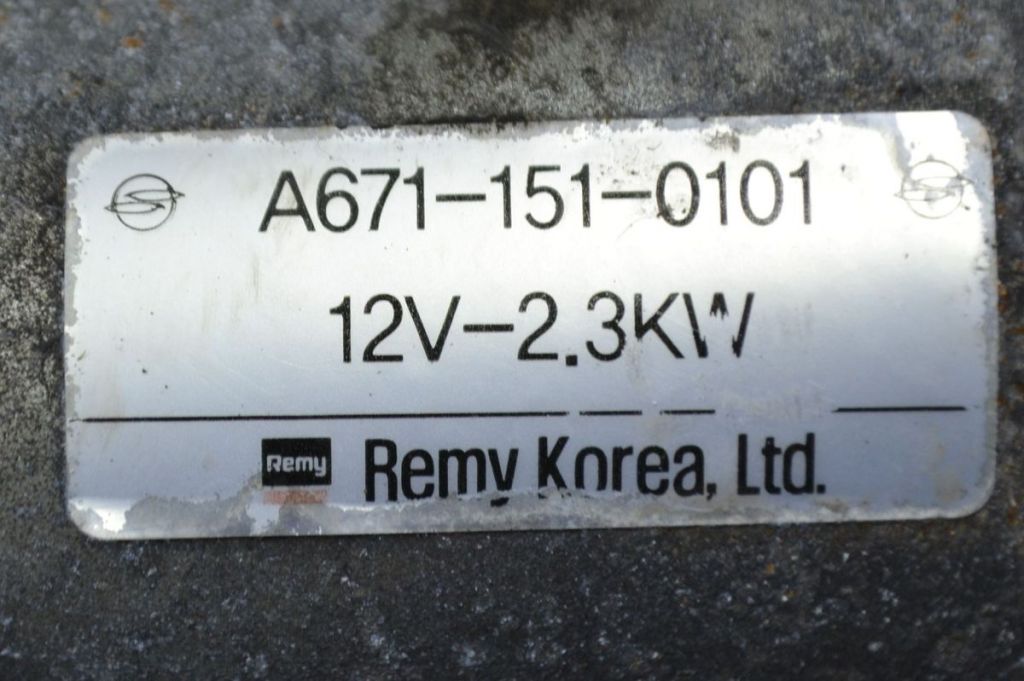 A671-151-0101
12V-2.3KW
Remy Remy Korea, Ltd.